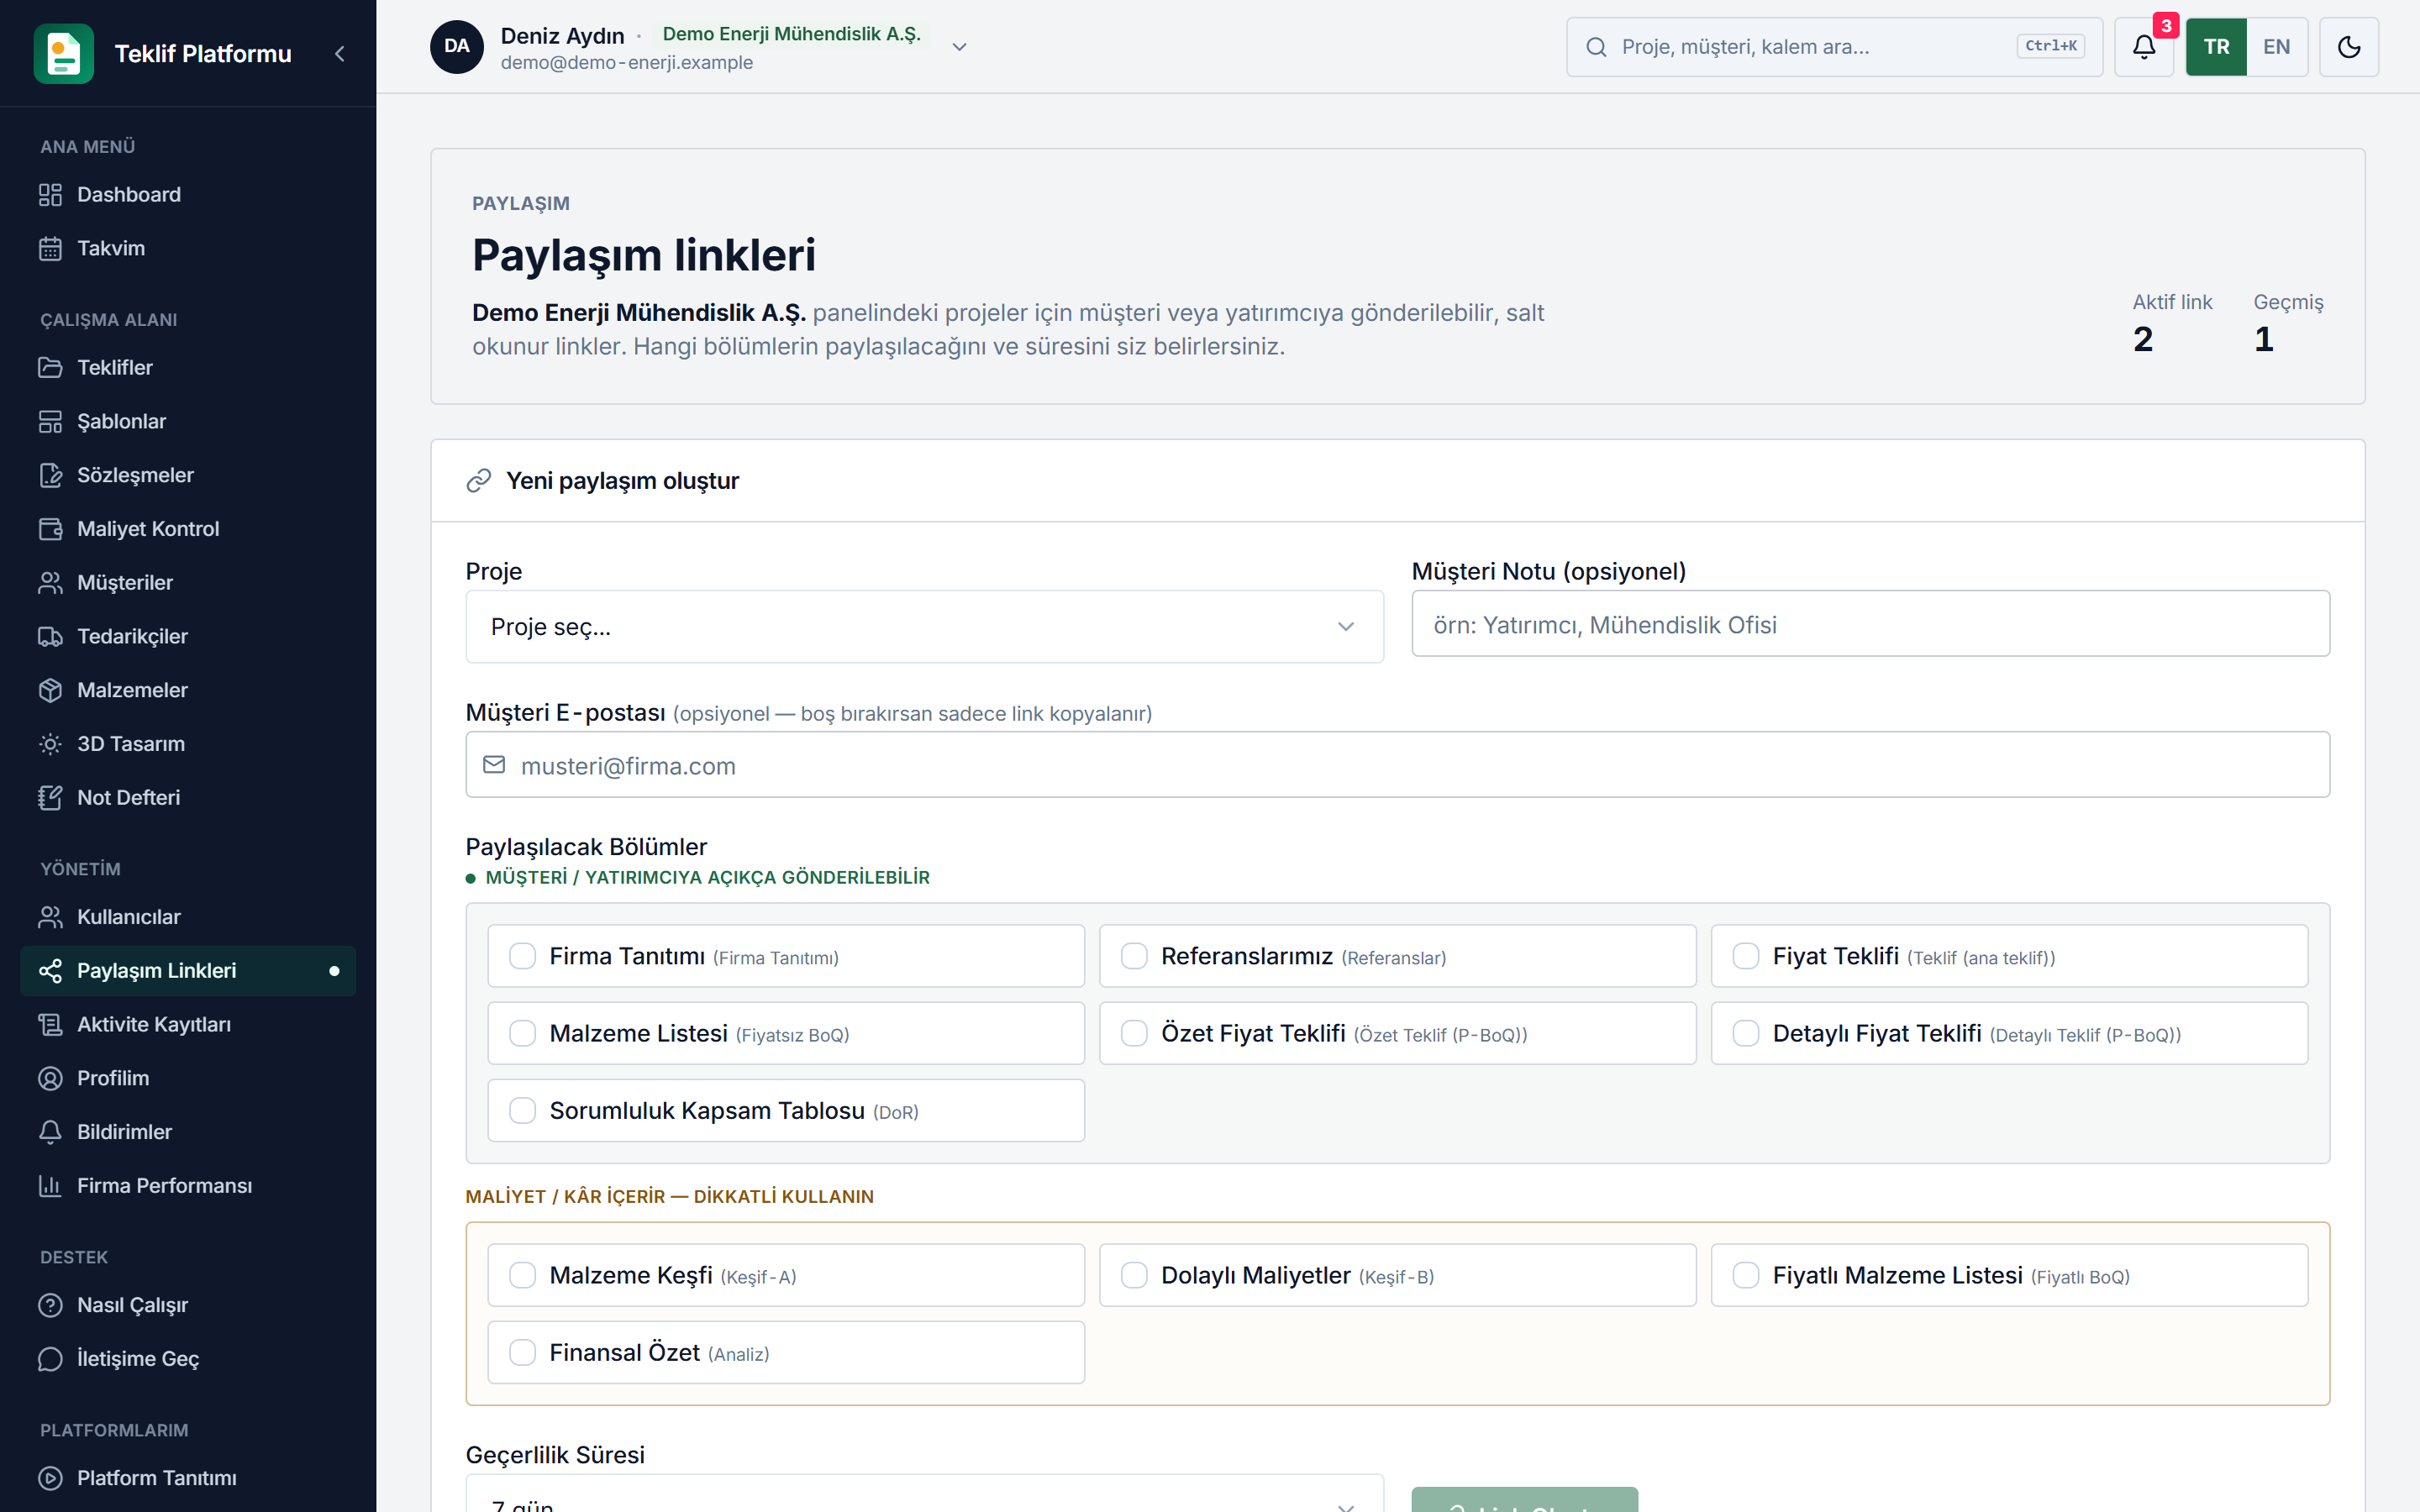 Teklif Platformu
ANA MENÜ
Dashboard
Takvim
ÇALIŞMA ALANI
Teklifler
Şablonlar
Sözleşmeler
Maliyet Kontrol
Müşteriler
Tedarikçiler
Malzemeler
3D Tasarım
Not Defteri
YÖNETİM
Kullanıcılar
Paylaşım Linkleri
Aktivite Kayıtları
Profilim
Bildirimler
Firma Performansı
DESTEK
Nasıl Çalışır
İletişime Geç
PLATFORMLARIM
Platform Tanıtımı
DA
Deniz Aydın · Demo Enerji Mühendislik A.Ş.
demo@demo-enerji.example
Proje, müşteri, kalem ara... Ctrl+K
3
TR EN
PAYLAŞIM
Paylaşım linkleri
Demo Enerji Mühendislik A.Ş. panelindeki projeler için müşteri veya yatırımcıya gönderilebilir, salt
okunur linkler. Hangi bölümlerin paylaşılacağını ve süresini siz belirlersiniz.
Aktif link Geçmiş
2 1
Yeni paylaşım oluştur
Proje Müşteri Notu (opsiyonel)
Proje seç... örn: Yatırımcı, Mühendislik Ofisi
Müşteri E-postası (opsiyonel — boş bırakırsan sadece link kopyalanır)
musteri@firma.com
Paylaşılacak Bölümler
MÜŞTERİ / YATIRIMCIYA AÇIKÇA GÖNDERİLEBİLİR
Firma Tanıtımı (Firma Tanıtımı) Referanslarımız (Referanslar) Fiyat Teklifi (Teklif (ana teklif))
Malzeme Listesi (Fiyatsız BoQ) Özet Fiyat Teklifi (Özet Teklif (P-BoQ)) Detaylı Fiyat Teklifi (Detaylı Teklif (P-BoQ))
Sorumluluk Kapsam Tablosu (DoR)
MALİYET / KÂR İÇERİR — DİKKATLİ KULLANIN
Malzeme Keşfi (Keşif-A) Dolaylı Maliyetler (Keşif-B) Fiyatlı Malzeme Listesi (Fiyatlı BoQ)
Finansal Özet (Analiz)
Geçerlilik Süresi
7 gün